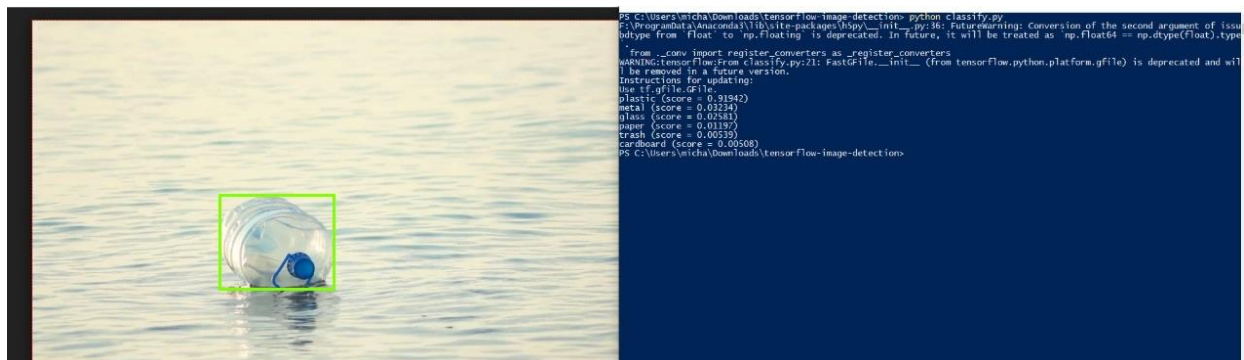 PS C:\Users\micha\Downloads\tensorflow-image-detection> python classify.py
F:\ProgramData\Anaconda3\lib\site-packages\h5py\__init__.py:36: FutureWarning: Conversion of the second argument of issu
bdtype from `float` to `np.floating` is deprecated. In future, it will be treated as `np.float64 == np.dtype(float).type
.
from ._conv import register_converters as _register_converters
WARNING:tensorflow:From classify.py:21: FastGFile.__init__ (from tensorflow.python.platform.gfile) is deprecated and wil
l be removed in a future version.
Instructions for updating:
Use tf.gfile.GFile.
plastic (score = 0.91942)
metal (score = 0.03234)
glass (score = 0.02581)
paper (score = 0.01197)
trash (score = 0.00539)
cardboard (score = 0.00508)
PS C:\Users\micha\Downloads\tensorflow-image-detection>